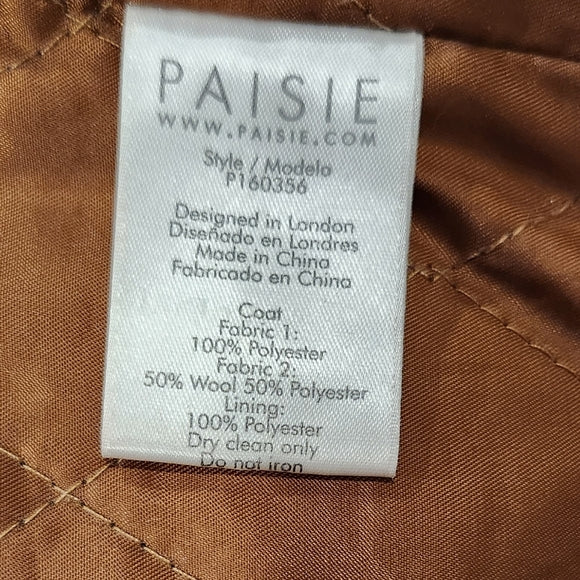 PAISIE
WWW.PAISIE.COM
Style / Modelo
P160356
Designed in London
Diseñado en Londres
Made in China
Fabricado en China
Coat
Fabric 1:
100% Polyester
Fabric 2:
50% Wool 50% Polyester
Lining:
100% Polyester
Dry clean only
Do not iron